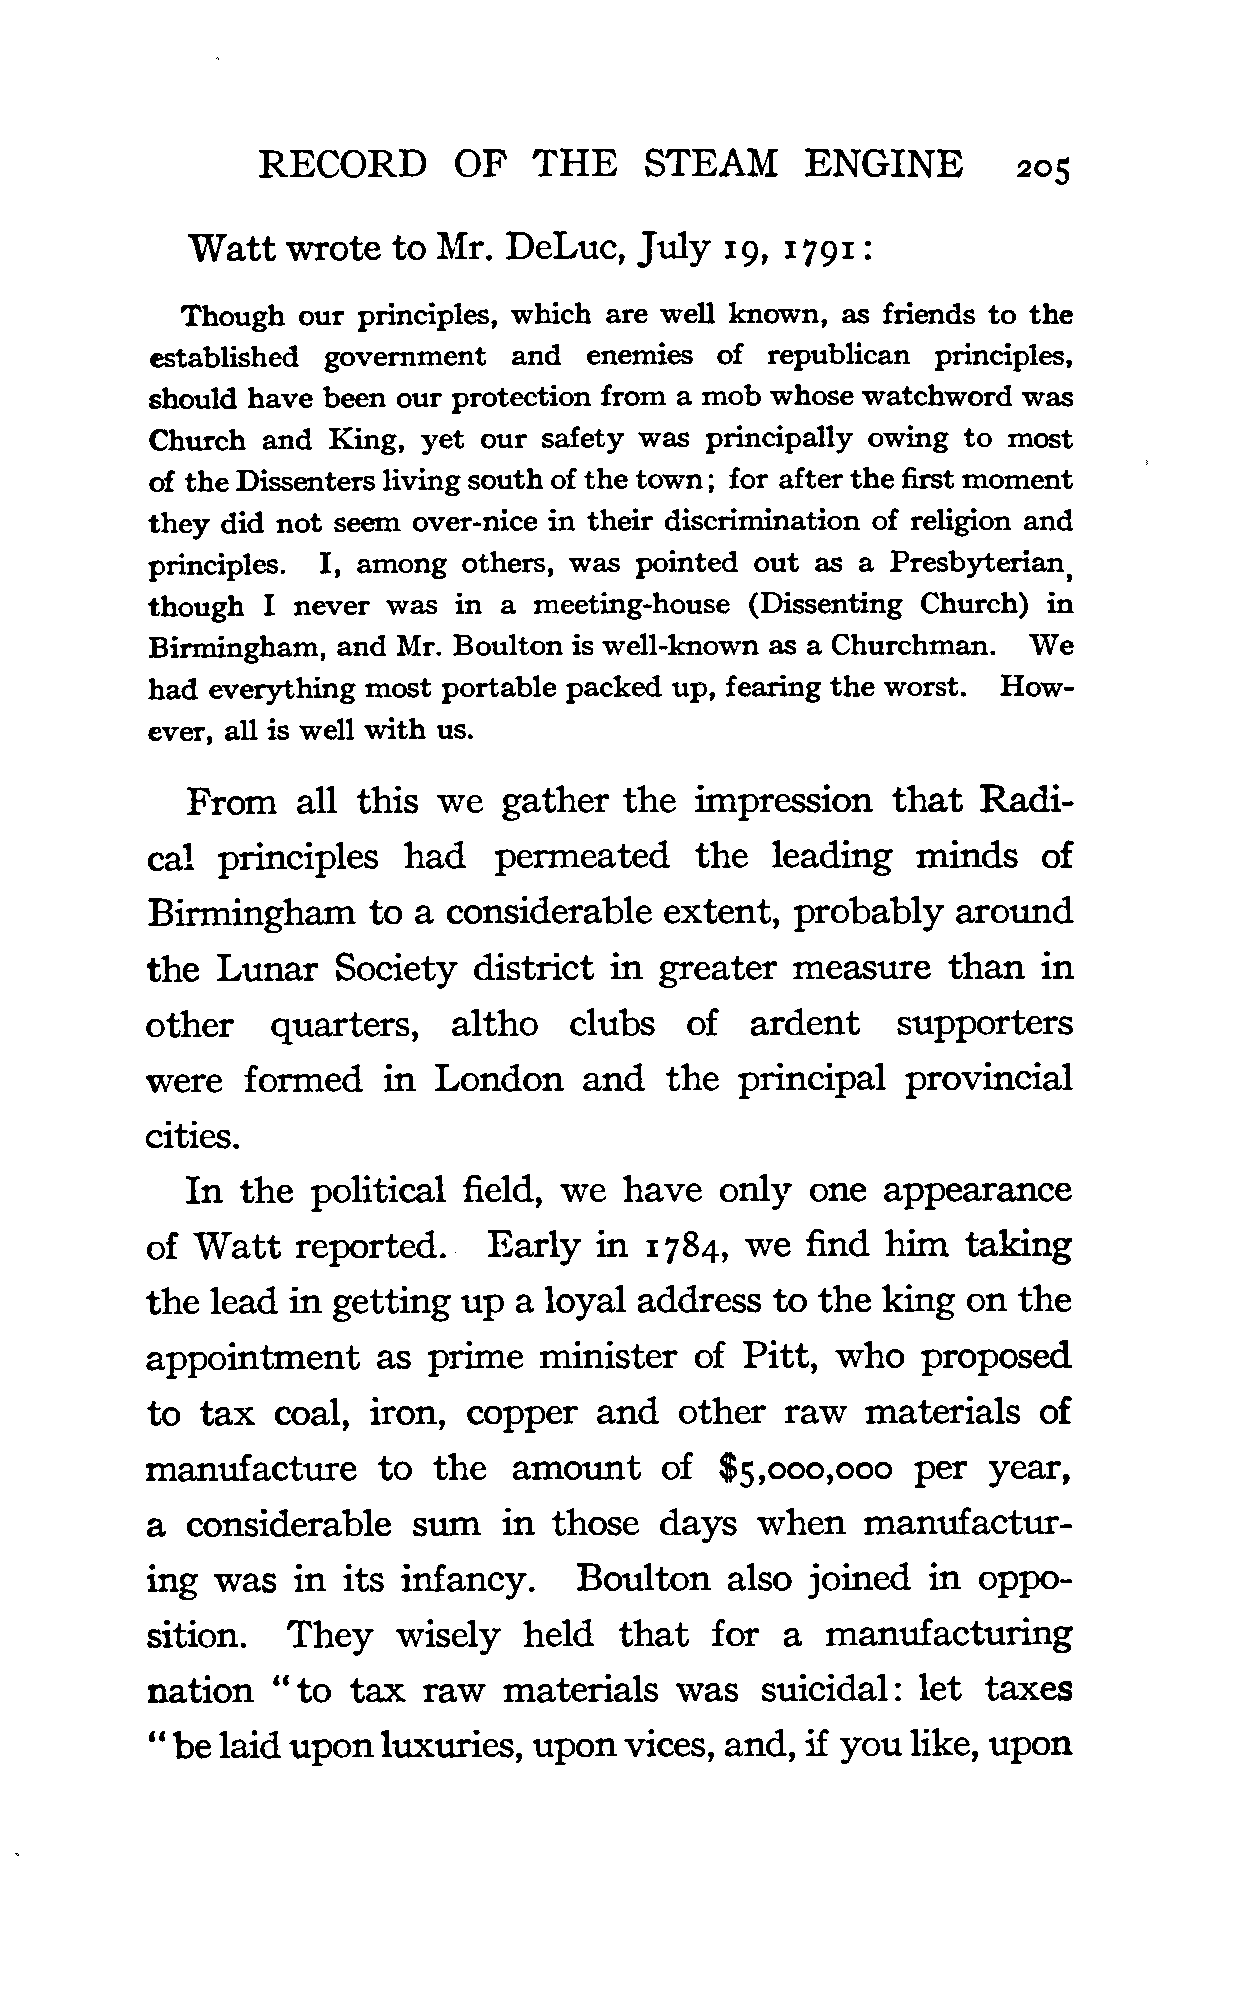 RECORD OF THE STEAM ENGINE 205
Watt wrote to Mr. DeLuc, July 19, 1791:
Though our principles, which are well known, as friends to the
established government and enemies of republican principles,
should have been our protection from a mob whose watchword was
Church and King, yet our safety was principally owing to most
of the Dissenters living south of the town; for after the first moment
they did not seem over-nice in their discrimination of religion and
principles. I, among others, was pointed out as a Presbyterian,
though I never was in a meeting-house (Dissenting Church) in
Birmingham, and Mr. Boulton is well-known as a Churchman. We
had everything most portable packed up, fearing the worst. How-
ever, all is well with us.
From all this we gather the impression that Radi-
cal principles had permeated the leading minds of
Birmingham to a considerable extent, probably around
the Lunar Society district in greater measure than in
other quarters, altho clubs of ardent supporters
were formed in London and the principal provincial
cities.
In the political field, we have only one appearance
of Watt reported. Early in 1784, we find him taking
the lead in getting up a loyal address to the king on the
appointment as prime minister of Pitt, who proposed
to tax coal, iron, copper and other raw materials of
manufacture to the amount of $5,000,000 per year,
a considerable sum in those days when manufactur-
ing was in its infancy. Boulton also joined in oppo-
sition. They wisely held that for a manufacturing
nation "to tax raw materials was suicidal: let taxes
"be laid upon luxuries, upon vices, and, if you like, upon